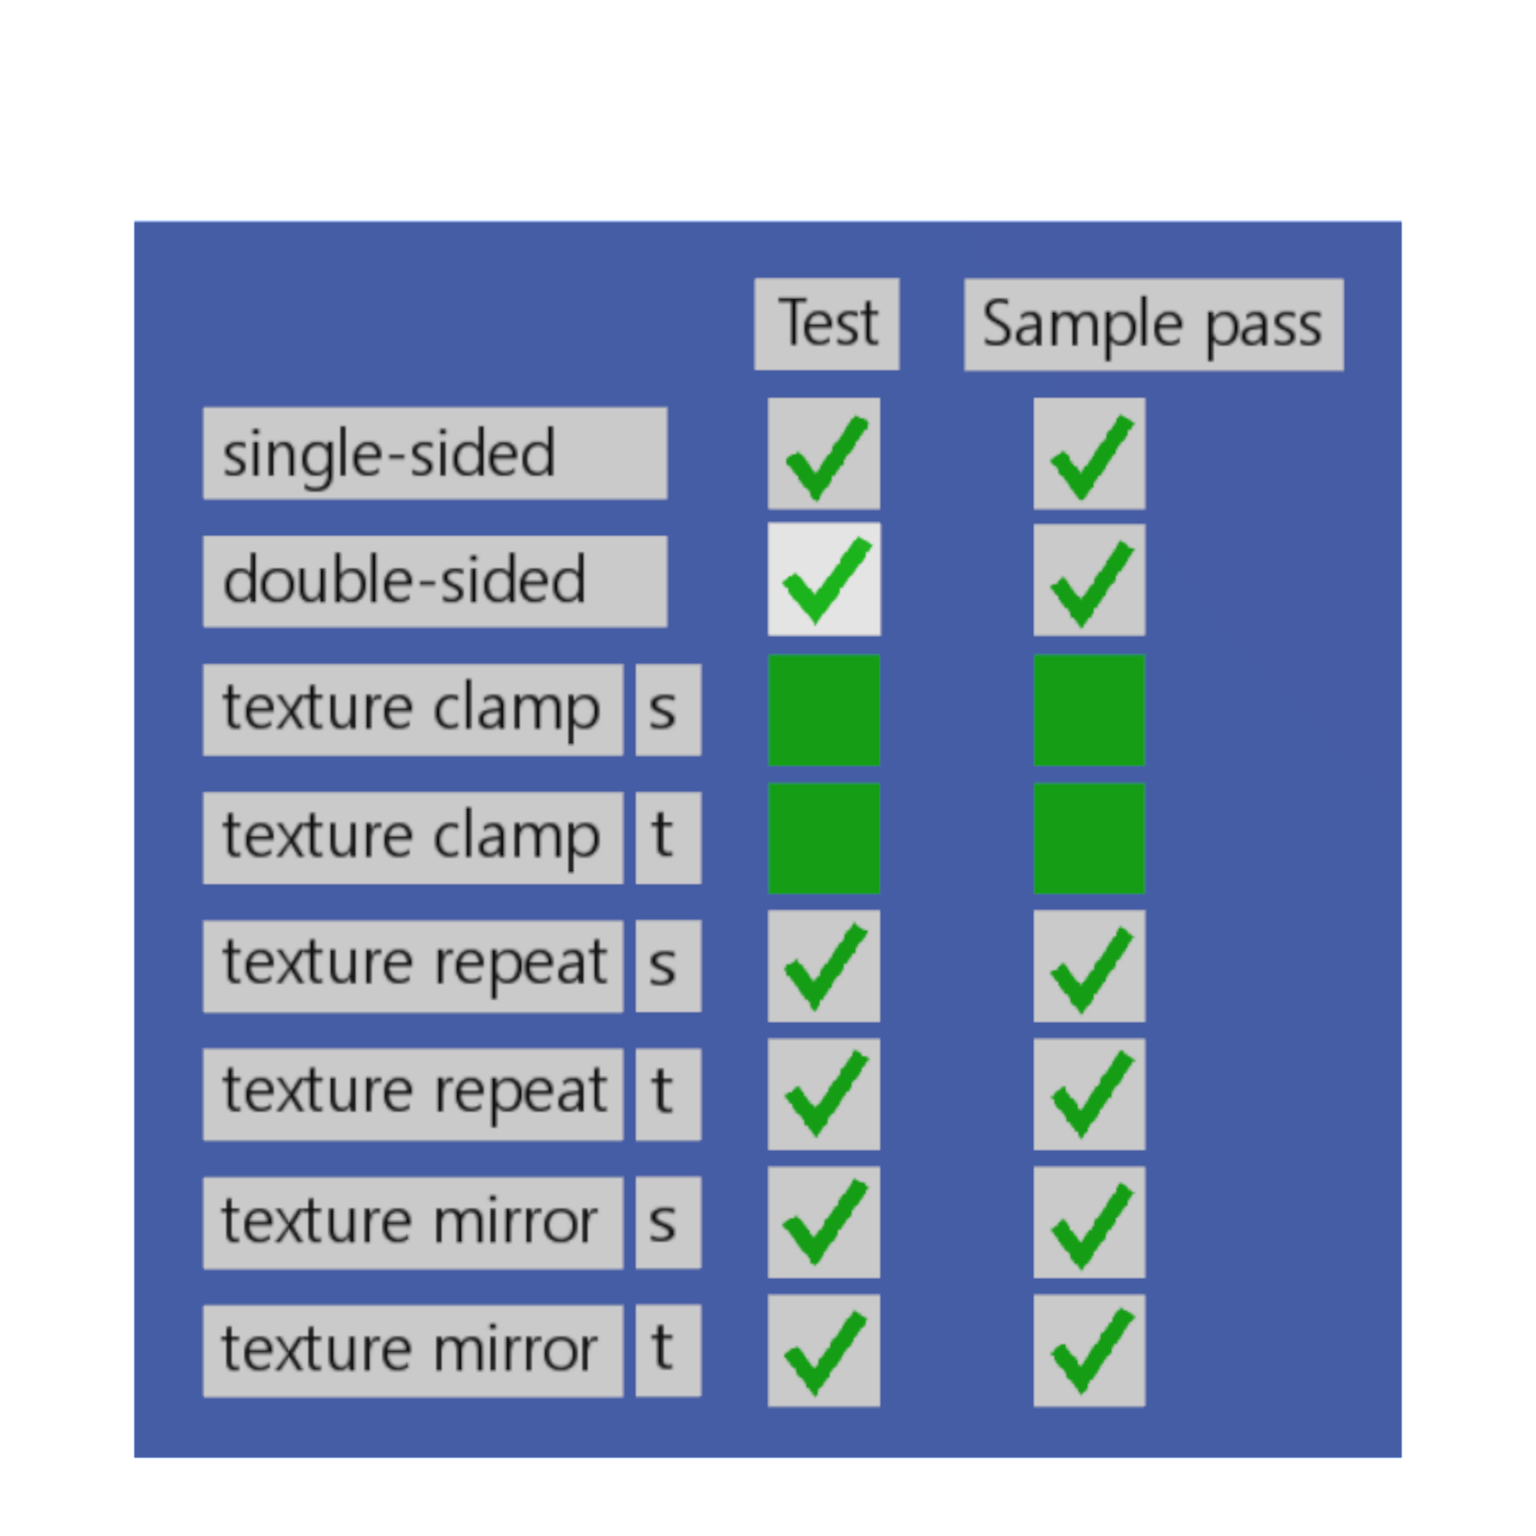 Test Sample pass
single-sided
double-sided
texture clamp s
texture clamp t
texture repeat s
texture repeat t
texture mirror s
texture mirror t